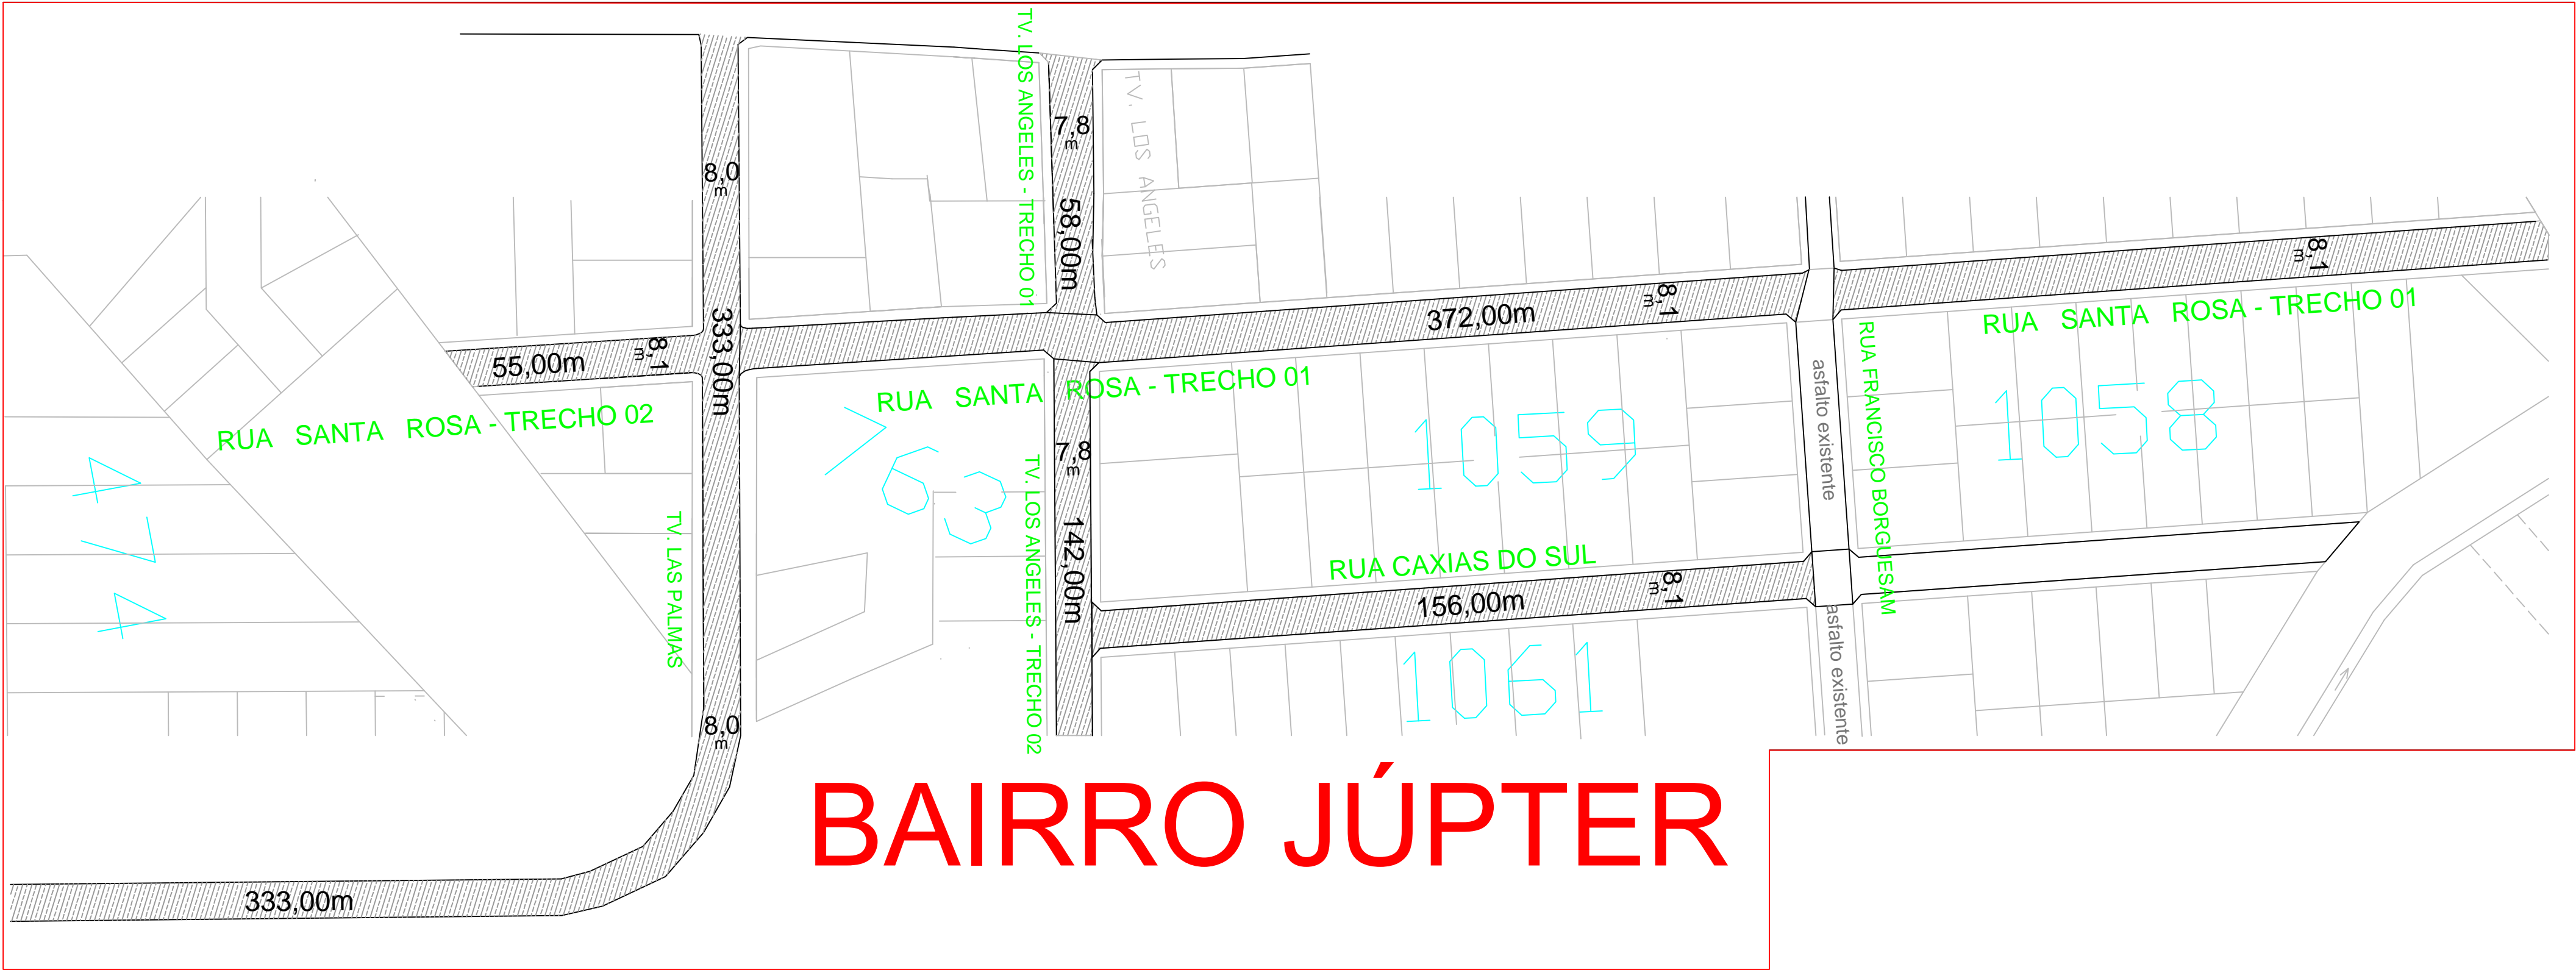 TV. LOS ANGELES - TRECHO 01
TV. LOS ANGELES
7,8
m
8,0
m
58,00m
8,1
m
8,1
m
372,00m
RUA SANTA ROSA - TRECHO 01
333,00m
55,00m
8,1
m
RUA SANTA ROSA - TRECHO 01
RUA SANTA ROSA - TRECHO 02
asfalto existente
RUA FRANCISCO BORGUESAM
1058
1059
763
7,8
m
474
TV. LAS PALMAS
TV. LOS ANGELES - TRECHO 02
142,00m
RUA CAXIAS DO SUL
156,00m
8,1
m
1061
asfalto existente
8,0
m
BAIRRO JÚPTER
333,00m